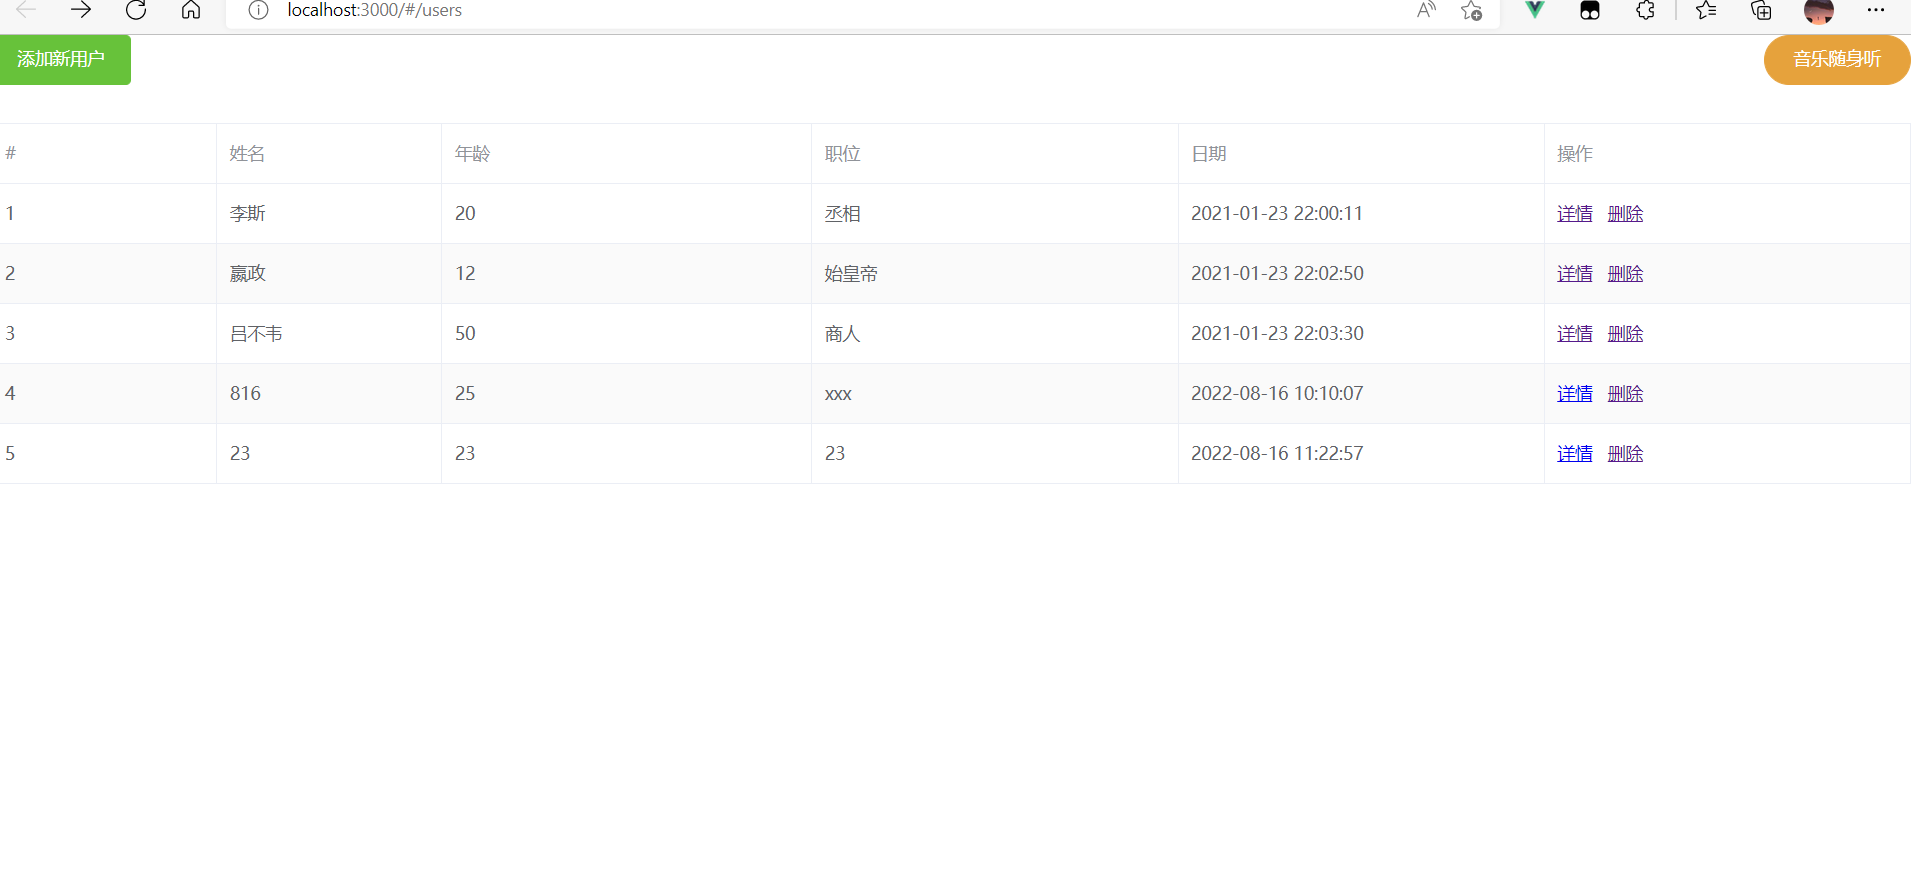 localhost:3000/#/users
添加新用户 音乐随身听
# 姓名 年龄 职位 日期 操作
1 李斯 20 丞相 2021-01-23 22:00:11 详情 删除
2 嬴政 12 始皇帝 2021-01-23 22:02:50 详情 删除
3 吕不韦 50 商人 2021-01-23 22:03:30 详情 删除
4 816 25 xxx 2022-08-16 10:10:07 详情 删除
5 23 23 23 2022-08-16 11:22:57 详情 删除